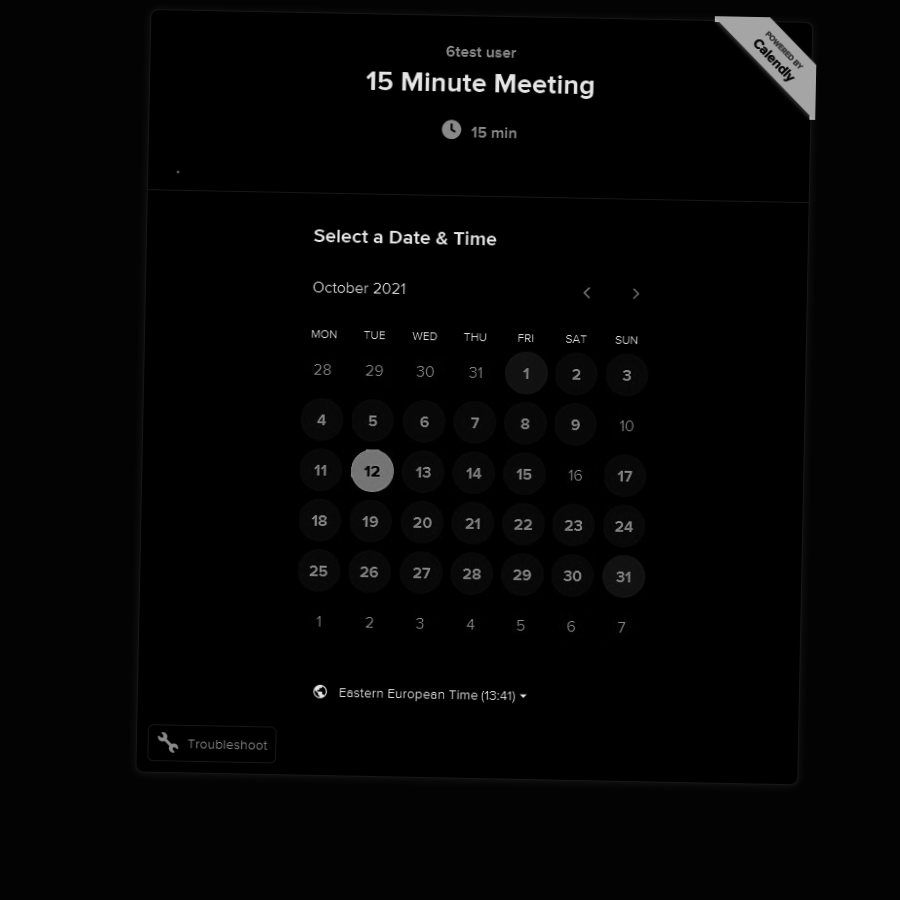 POWERED BY
Calendly
6test user
15 Minute Meeting
15 min
Select a Date & Time
October 2021
MON TUE WED THU FRI SAT SUN
28 29 30 31 1 2 3
4 5 6 7 8 9 10
11 12 13 14 15 16 17
18 19 20 21 22 23 24
25 26 27 28 29 30 31
1 2 3 4 5 6 7
Eastern European Time (13:41)
Troubleshoot